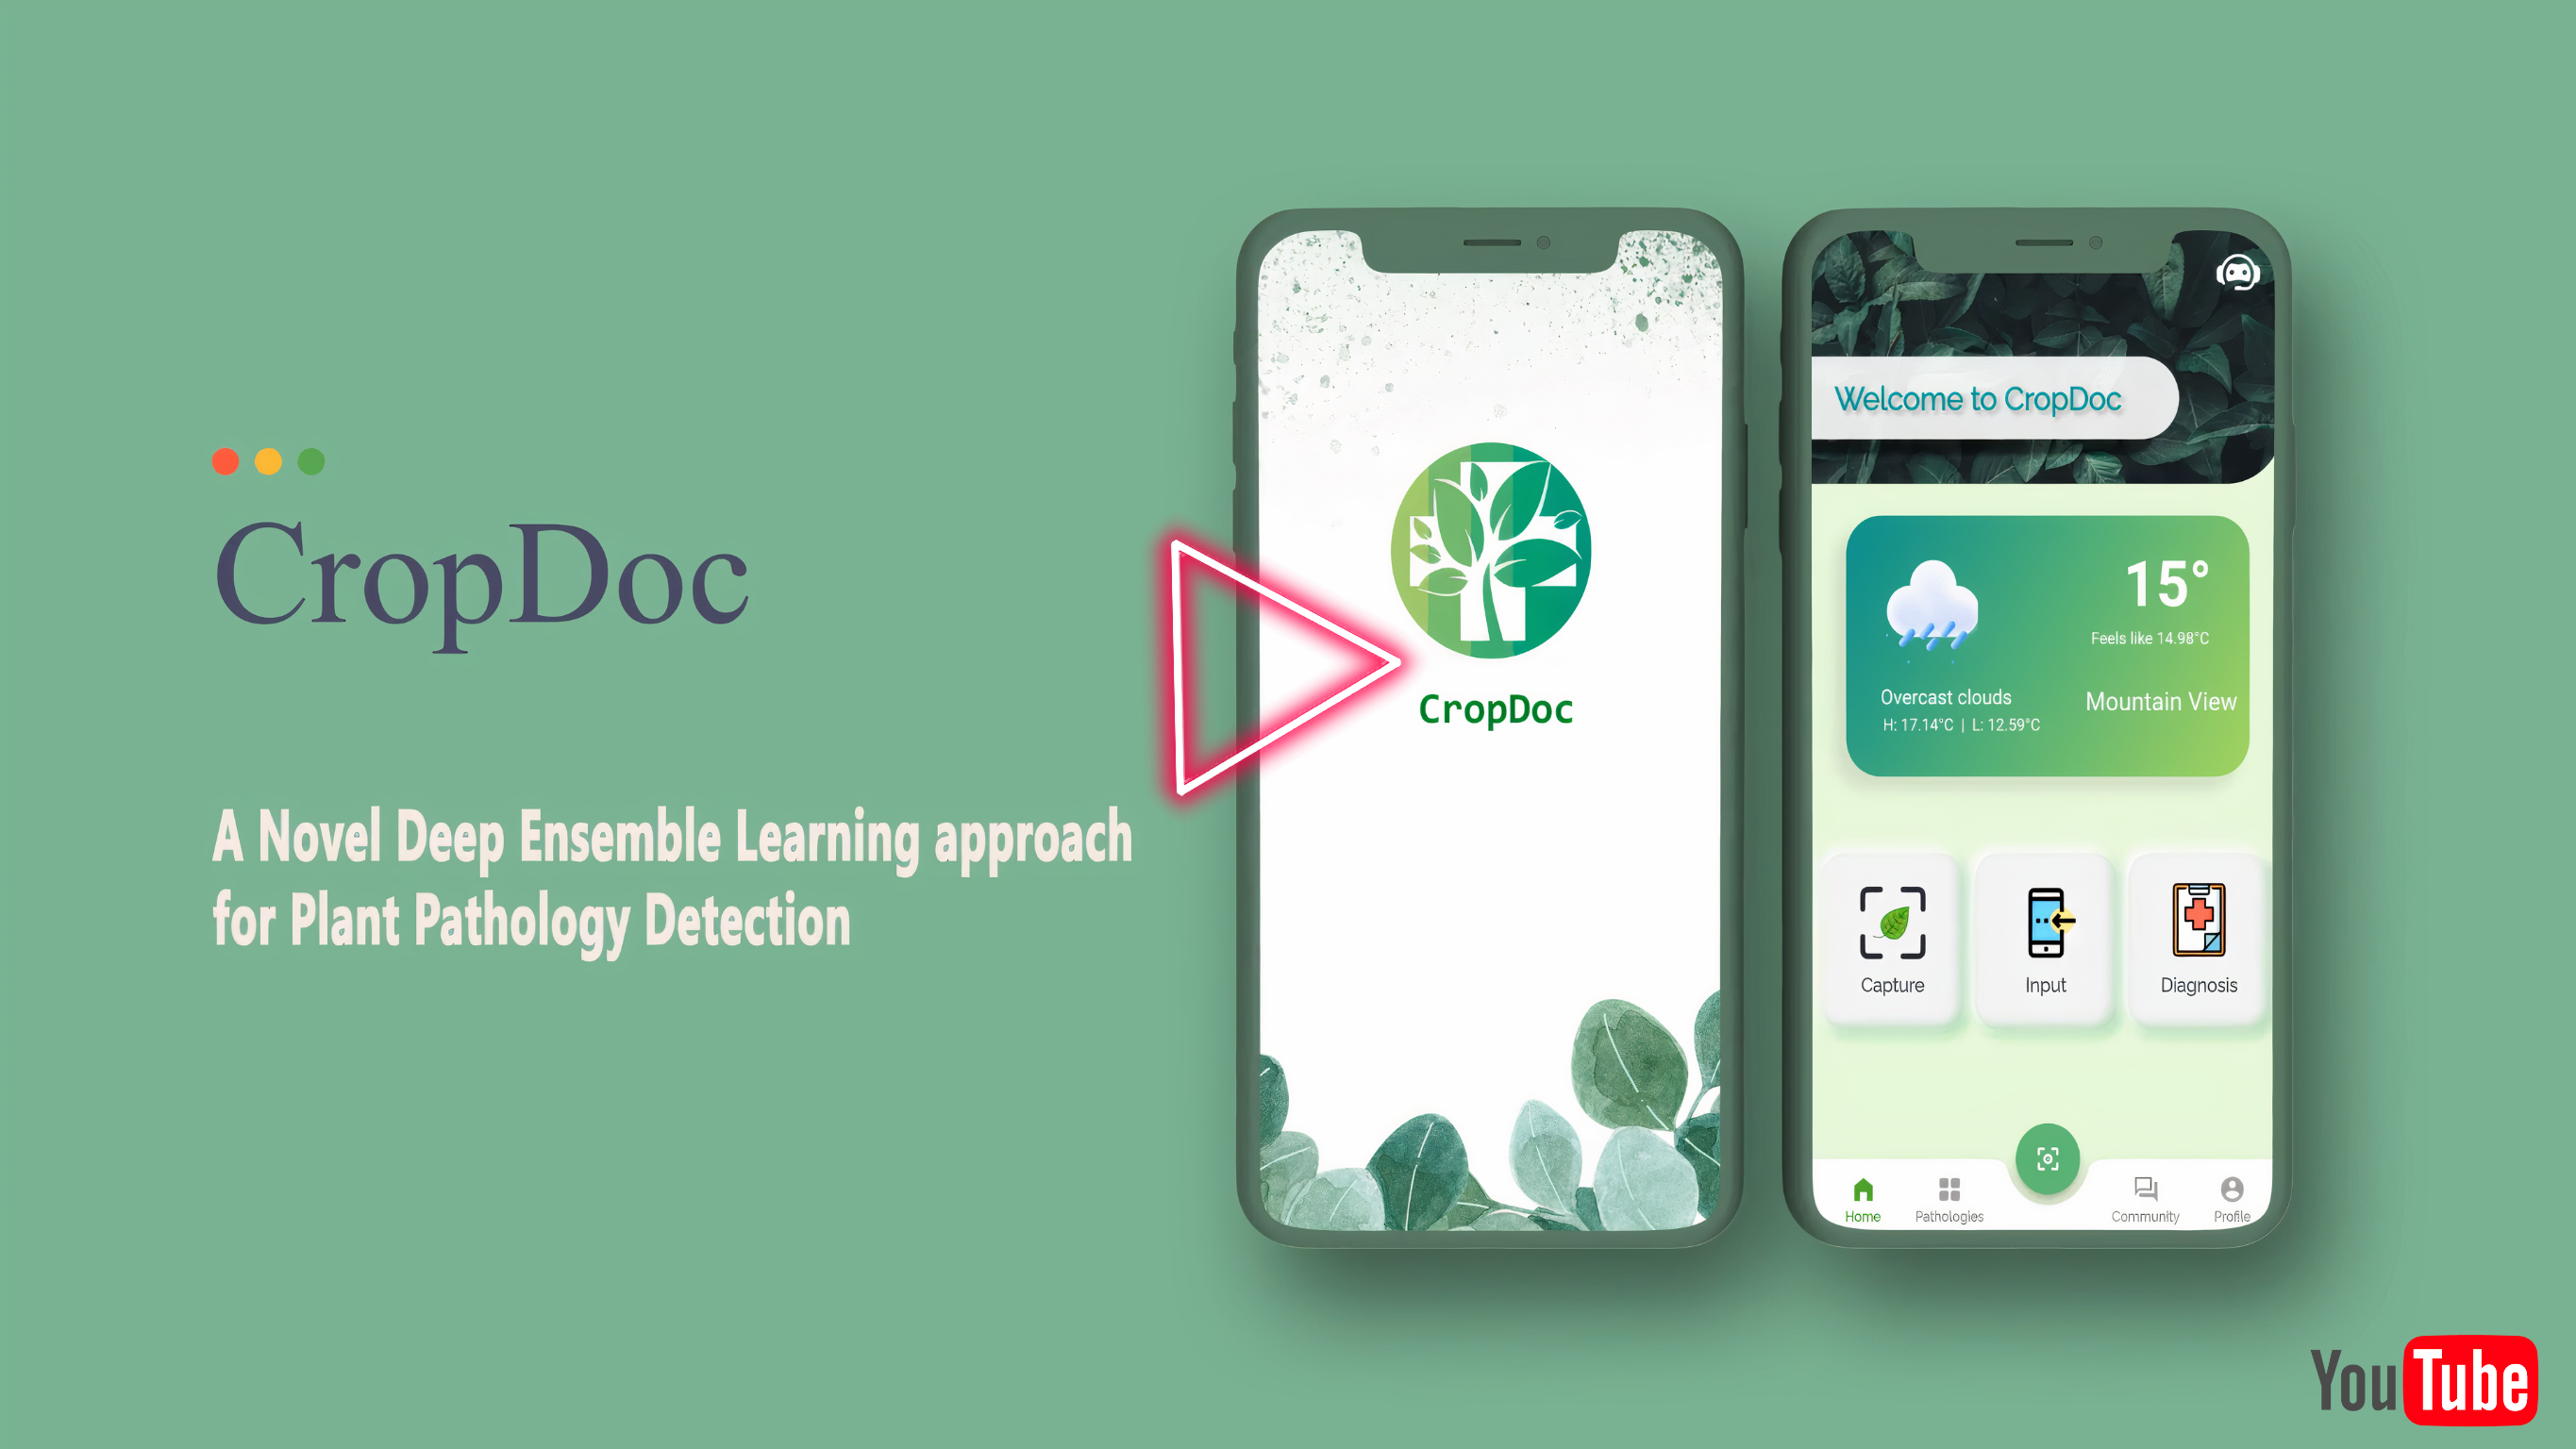 CropDoc
A Novel Deep Ensemble Learning approach
for Plant Pathology Detection
CropDoc
Welcome to CropDoc
15°
Feels like 14.98°C
Overcast clouds
Mountain View
H: 17.14°C | L: 12.59°C
Capture
Input
Diagnosis
Home
Pathologies
Community
Profile
YouTube